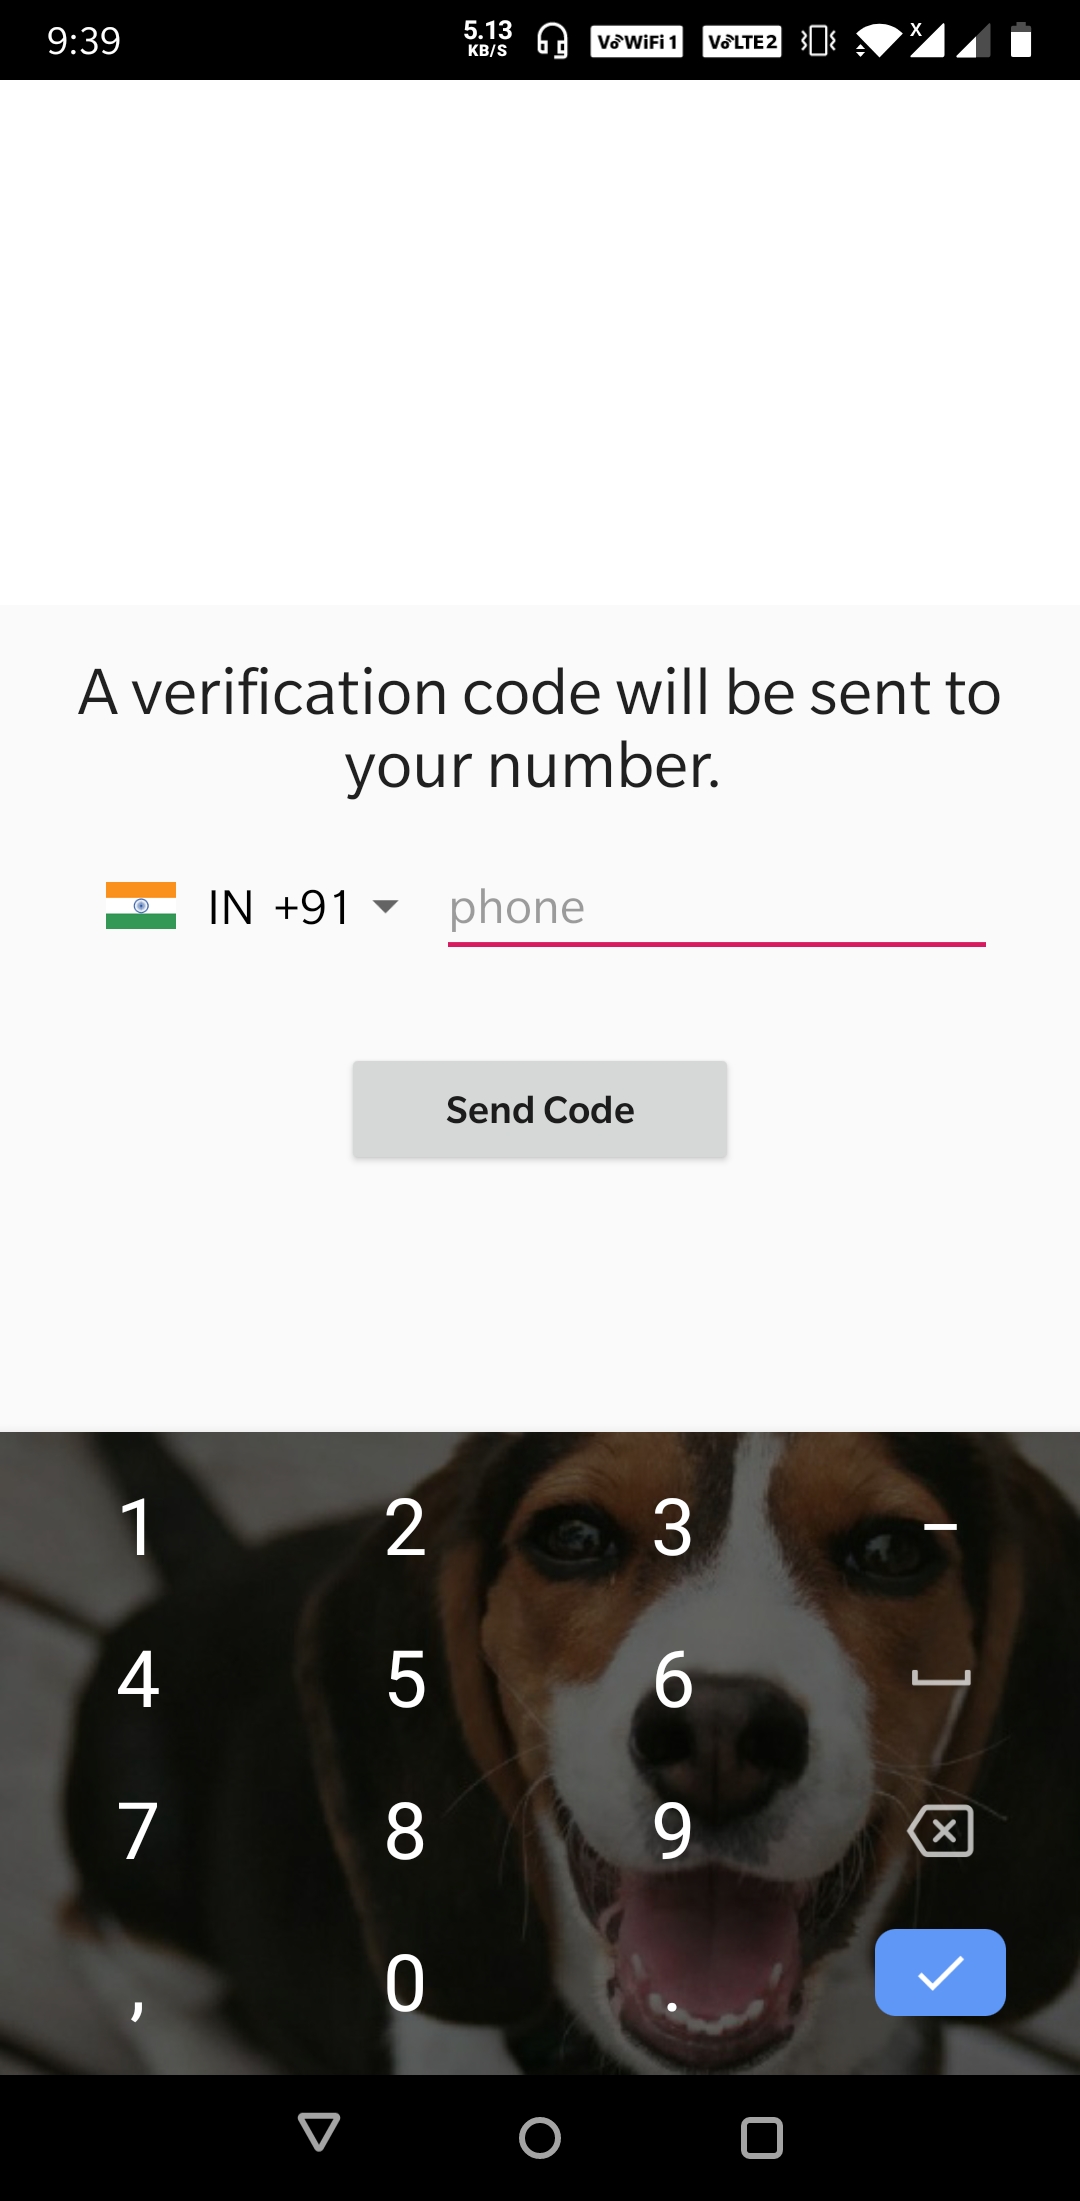 9:39 5.13 KB/S VoWiFi 1 VoLTE 2 X
A verification code will be sent to
your number.
IN +91 phone
Send Code
1 2 3 –
4 5 6
7 8 9
, 0 .